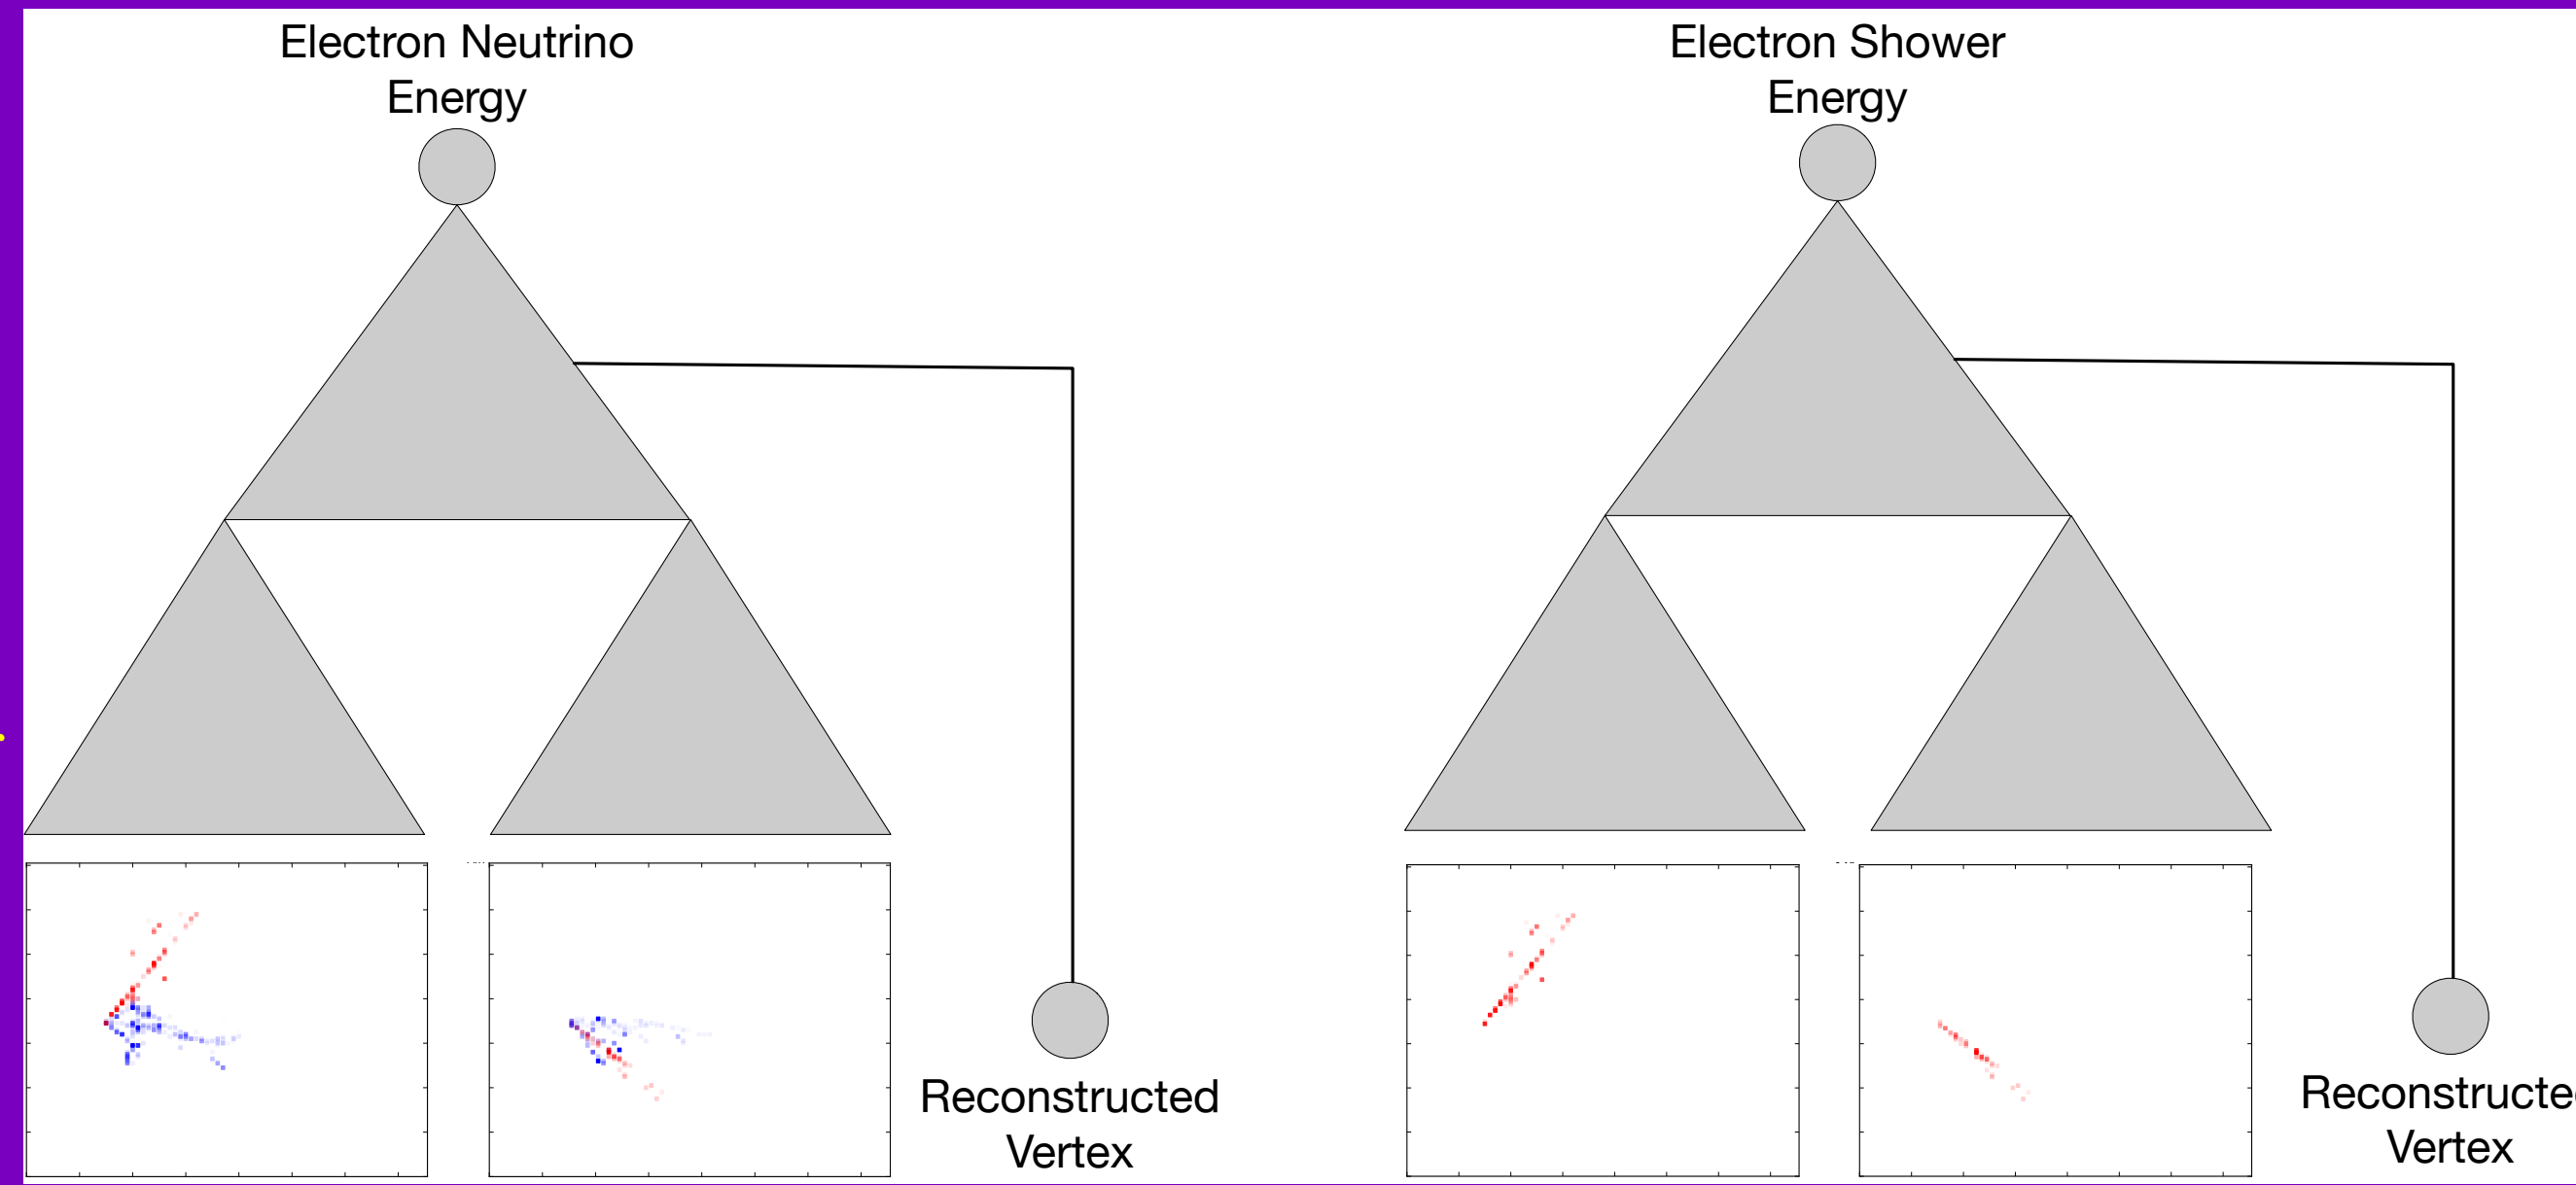 Electron Neutrino
Energy
Electron Shower
Energy
Reconstructed
Vertex
Reconstructe
Vertex